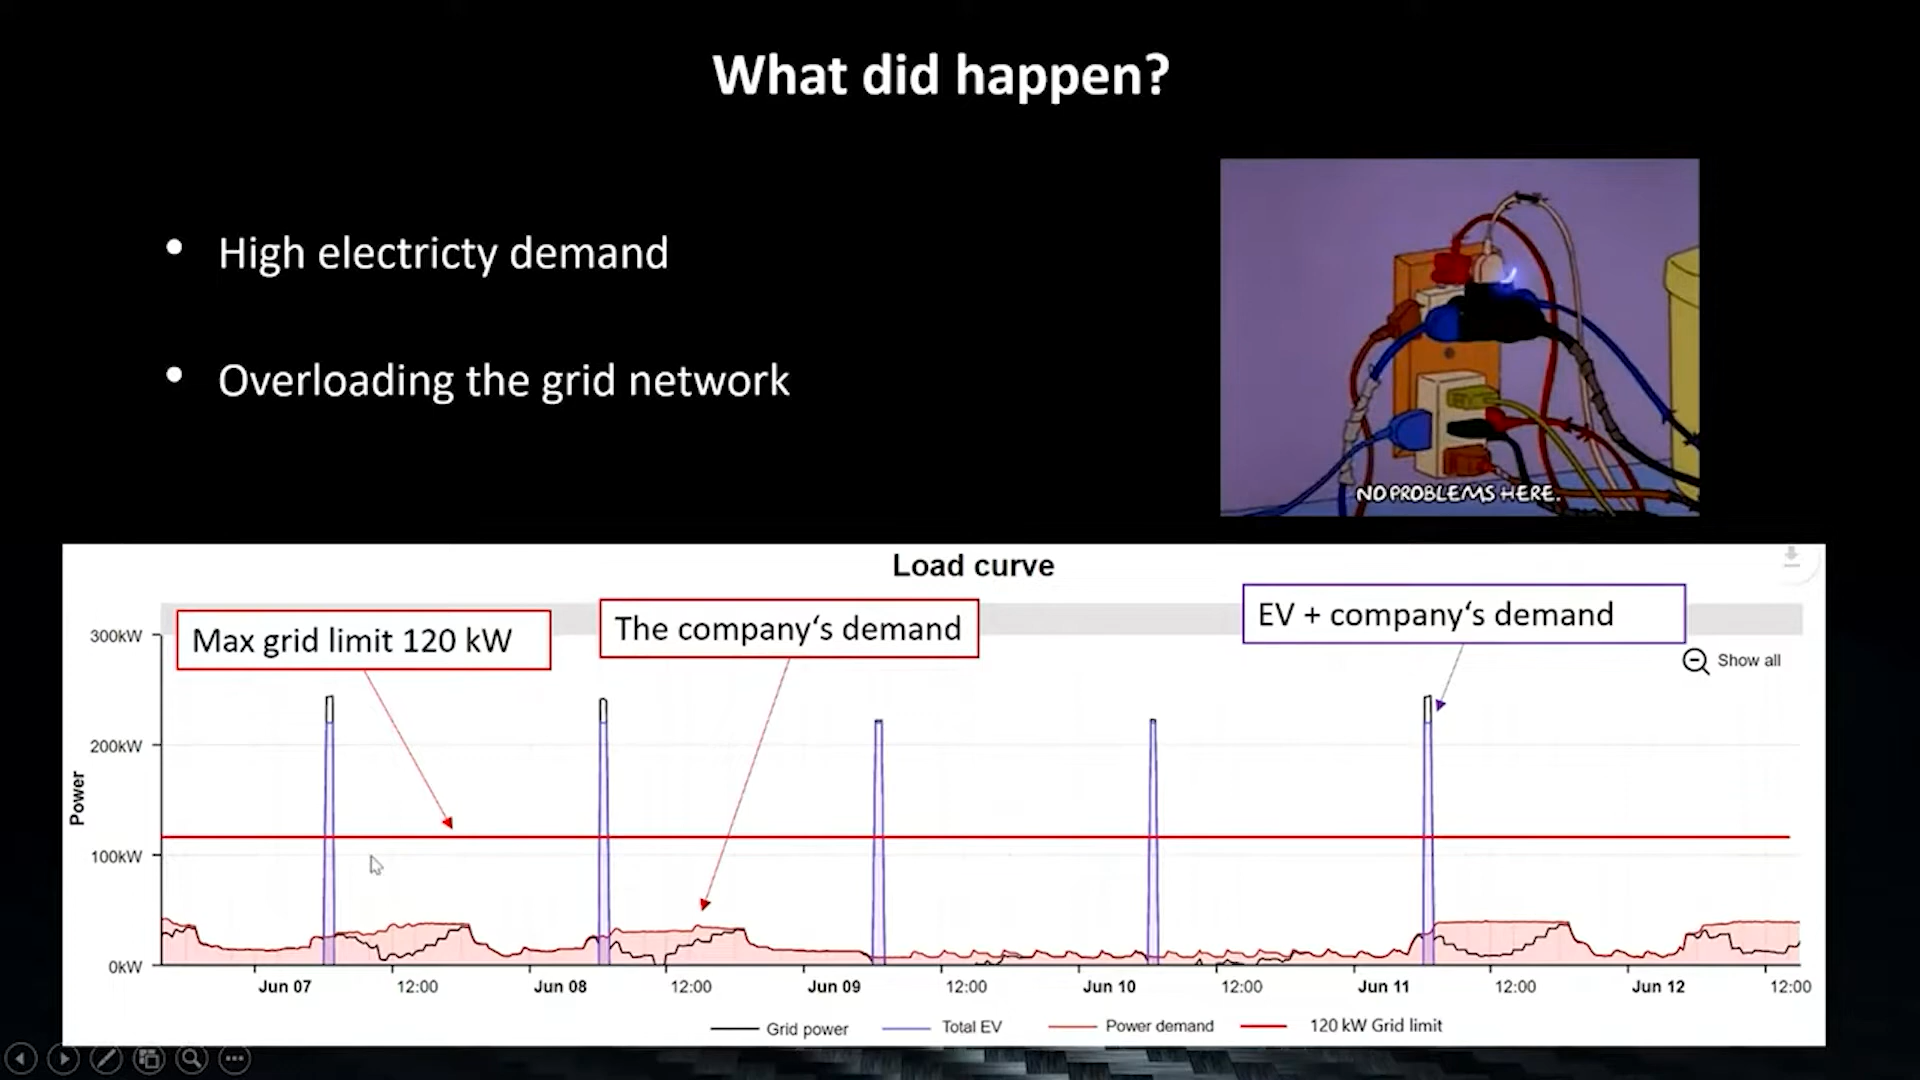 What did happen?
• High electricty demand
• Overloading the grid network
NO PROBLEMS HERE.
Load curve
Max grid limit 120 kW
The company‘s demand
EV + company‘s demand
Show all
300kW
200kW
100kW
0kW
Power
Jun 07 12:00 Jun 08 12:00 Jun 09 12:00 Jun 10 12:00 Jun 11 12:00 Jun 12 12:00
Grid power Total EV Power demand 120 kW Grid limit